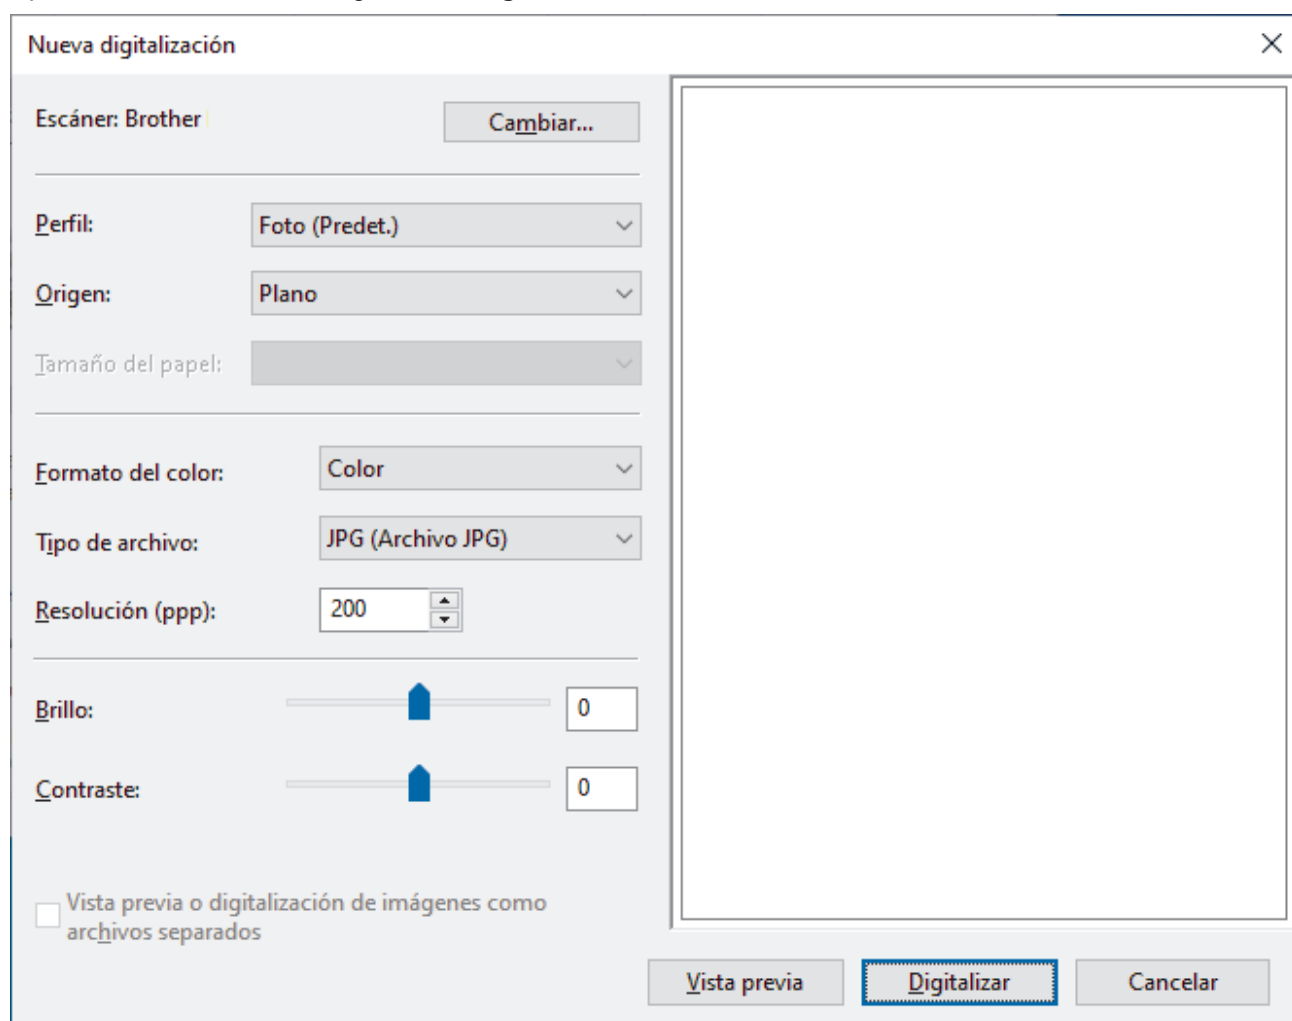 Nueva digitalización
Escáner: Brother
Cambiar...
Perfil: Foto (Predet.)
Origen: Plano
Tamaño del papel:
Formato del color: Color
Tipo de archivo: JPG (Archivo JPG)
Resolución (ppp): 200
Brillo: 0
Contraste: 0
Vista previa o digitalización de imágenes como
archivos separados
Vista previa Digitalizar Cancelar